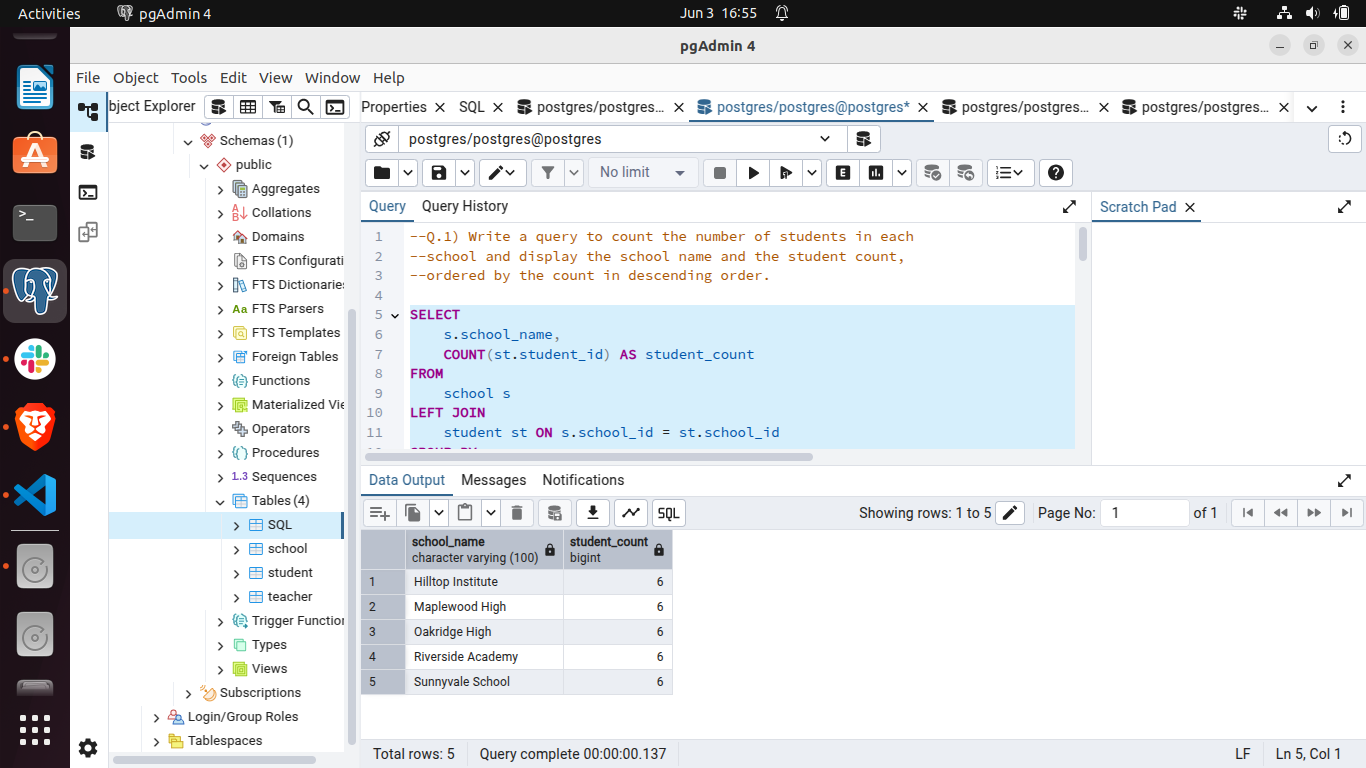 Activities
pgAdmin 4
Jun 3 16:55
pgAdmin 4
File Object Tools Edit View Window Help
bject Explorer
Properties
SQL
postgres/postgres...
postgres/postgres@postgres*
postgres/postgres...
postgres/postgres...
postgres/postgres@postgres
No limit
E
Query
Query History
Scratch Pad
Schemas (1)
public
Aggregates
Collations
Domains
FTS Configurati
FTS Dictionarie
Aa FTS Parsers
FTS Templates
Foreign Tables
Functions
Materialized Vie
Operators
Procedures
1..3 Sequences
Tables (4)
SQL
school
student
teacher
Trigger Function
Types
Views
Subscriptions
Login/Group Roles
Tablespaces
1 --Q.1) Write a query to count the number of students in each
2 --school and display the school name and the student count,
3 --ordered by the count in descending order.
4
5 SELECT
6 s.school_name,
7 COUNT(st.student_id) AS student_count
8 FROM
9 school s
10 LEFT JOIN
11 student st ON s.school_id = st.school_id
Data Output
Messages
Notifications
SQL
Showing rows: 1 to 5
Page No: 1 of 1
school_name
character varying (100)
student_count
bigint
1 Hilltop Institute 6
2 Maplewood High 6
3 Oakridge High 6
4 Riverside Academy 6
5 Sunnyvale School 6
Total rows: 5
Query complete 00:00:00.137
LF
Ln 5, Col 1